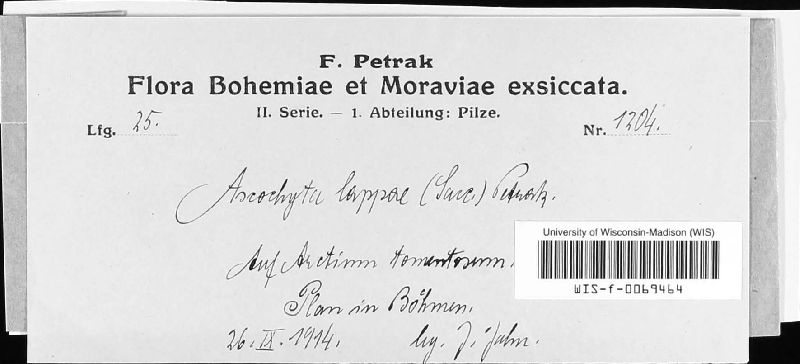 F. Petrak
Flora Bohemiae et Moraviae exsiccata.
II. Serie. — 1. Abteilung: Pilze.
Lfg. 25.
Nr. 1204.
Ascochyta lappae (Sacc.) Petrak.
Auf Arctium tomentosum.
Plan in Böhmen.
26. IX. 1914. leg. J. Jahn.
University of Wisconsin-Madison (WIS)
WIS-f-0069464